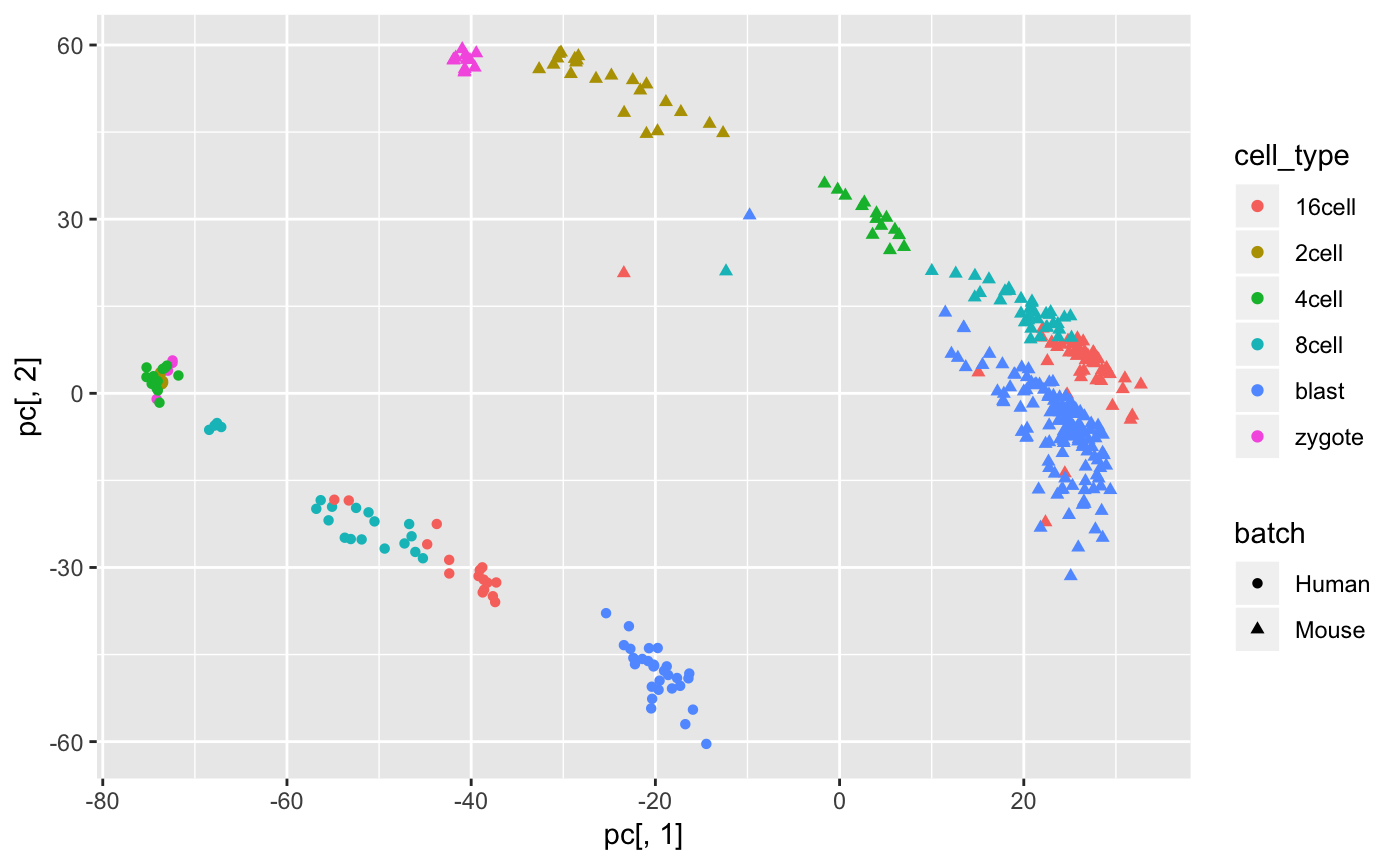 60
30
0
-30
-60
pc[, 2]
-80
-60
-40
-20
0
20
pc[, 1]
cell_type
16cell
2cell
4cell
8cell
blast
zygote
batch
Human
Mouse